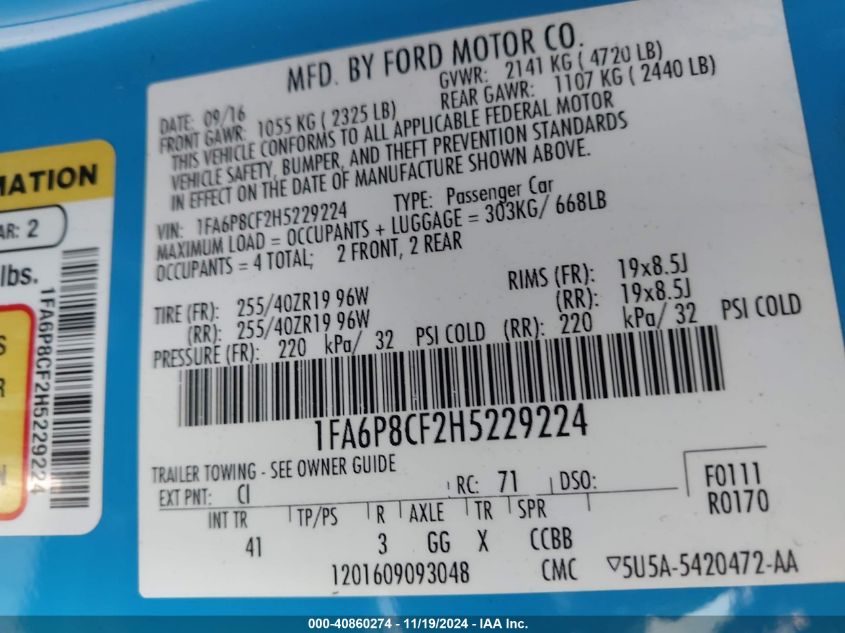 MFD. BY FORD MOTOR CO.
DATE: 09/16 GVWR: 2141 KG ( 4720 LB)
FRONT GAWR: 1055 KG ( 2325 LB) REAR GAWR: 1107 KG ( 2440 LB)
THIS VEHICLE CONFORMS TO ALL APPLICABLE FEDERAL MOTOR
VEHICLE SAFETY, BUMPER, AND THEFT PREVENTION STANDARDS
IN EFFECT ON THE DATE OF MANUFACTURE SHOWN ABOVE.
VIN: 1FA6P8CF2H5229224 TYPE: Passenger Car
MAXIMUM LOAD = OCCUPANTS + LUGGAGE = 303KG/ 668LB
OCCUPANTS = 4 TOTAL; 2 FRONT, 2 REAR
TIRE (FR): 255/40ZR19 96W RIMS (FR): 19x8.5J
(RR): 255/40ZR19 96W (RR): 19x8.5J
PRESSURE (FR): 220 kPa/ 32 PSI COLD (RR): 220 kPa/ 32 PSI COLD
1FA6P8CF2H5229224
TRAILER TOWING - SEE OWNER GUIDE
EXT PNT: CI RC: 71 DSO: F0111
R0170
INT TR TP/PS R AXLE TR SPR
41 3 GG X CCBB
1201609093048 CMC 5U5A-5420472-AA
MATION
AR: 2
lbs.
1FA6P8CF2H5229224
S
R
N
000-40860274 - 11/19/2024 - IAA Inc.